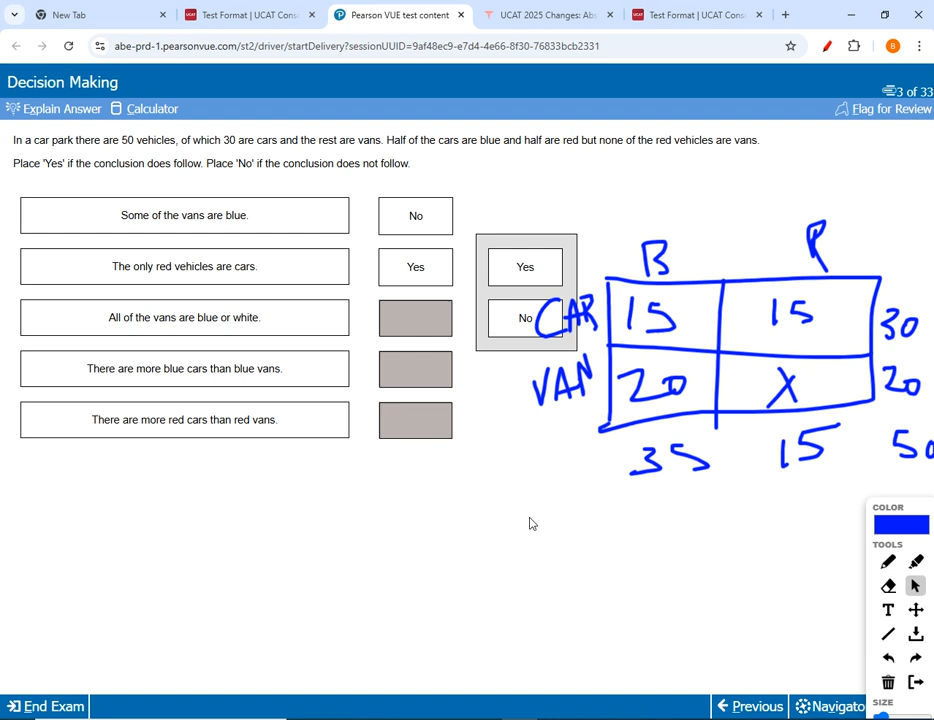 New Tab
Test Format | UCAT Cons
Pearson VUE test content
UCAT 2025 Changes: Abs
Test Format | UCAT Cons
abe-prd-1.pearsonvue.com/st2/driver/startDelivery?sessionUUID=9af48ec9-e7d4-4e66-8f30-76833bcb2331
B
Decision Making
3 of 33
Explain Answer
Calculator
Flag for Review
In a car park there are 50 vehicles, of which 30 are cars and the rest are vans. Half of the cars are blue and half are red but none of the red vehicles are vans.
Place 'Yes' if the conclusion does follow. Place 'No' if the conclusion does not follow.
Some of the vans are blue.
No
The only red vehicles are cars.
Yes
All of the vans are blue or white.
There are more blue cars than blue vans.
There are more red cars than red vans.
Yes
No
B R
CAR 15 15 30
VAN 20 X 20
35 15 50
COLOR
TOOLS
T
SIZE
End Exam
Previous
Navigato